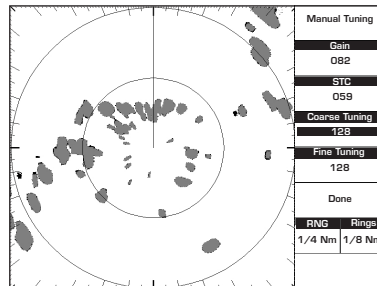 Manual Tuning
Gain
082
STC
059
Coarse Tuning
128
Fine Tuning
128
Done
RNG Rings
1/4 Nm 1/8 Nm